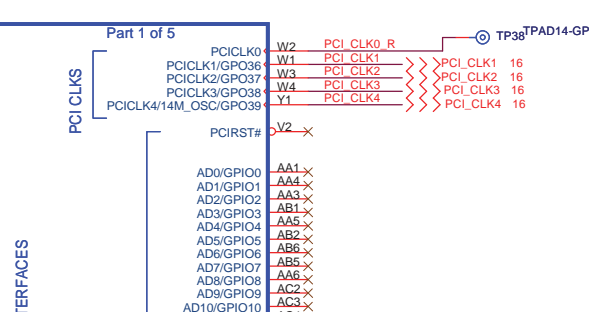 Part 1 of 5
PCI CLKS
PCICLK0 W2 PCI_CLK0_R TP38 TPAD14-GP
PCICLK1/GPO36 W1 PCI_CLK1 PCI_CLK1 16
PCICLK2/GPO37 W3 PCI_CLK2 PCI_CLK2 16
PCICLK3/GPO38 W4 PCI_CLK3 PCI_CLK3 16
PCICLK4/14M_OSC/GPO39 Y1 PCI_CLK4 PCI_CLK4 16
PCIRST# V2
AD0/GPIO0 AA1
AD1/GPIO1 AA4
AD2/GPIO2 AA3
AD3/GPIO3 AB1
AD4/GPIO4 AA5
AD5/GPIO5 AB2
AD6/GPIO6 AB6
AD7/GPIO7 AB5
AD8/GPIO8 AA6
AD9/GPIO9 AC2
AD10/GPIO10 AC3
TERFACES